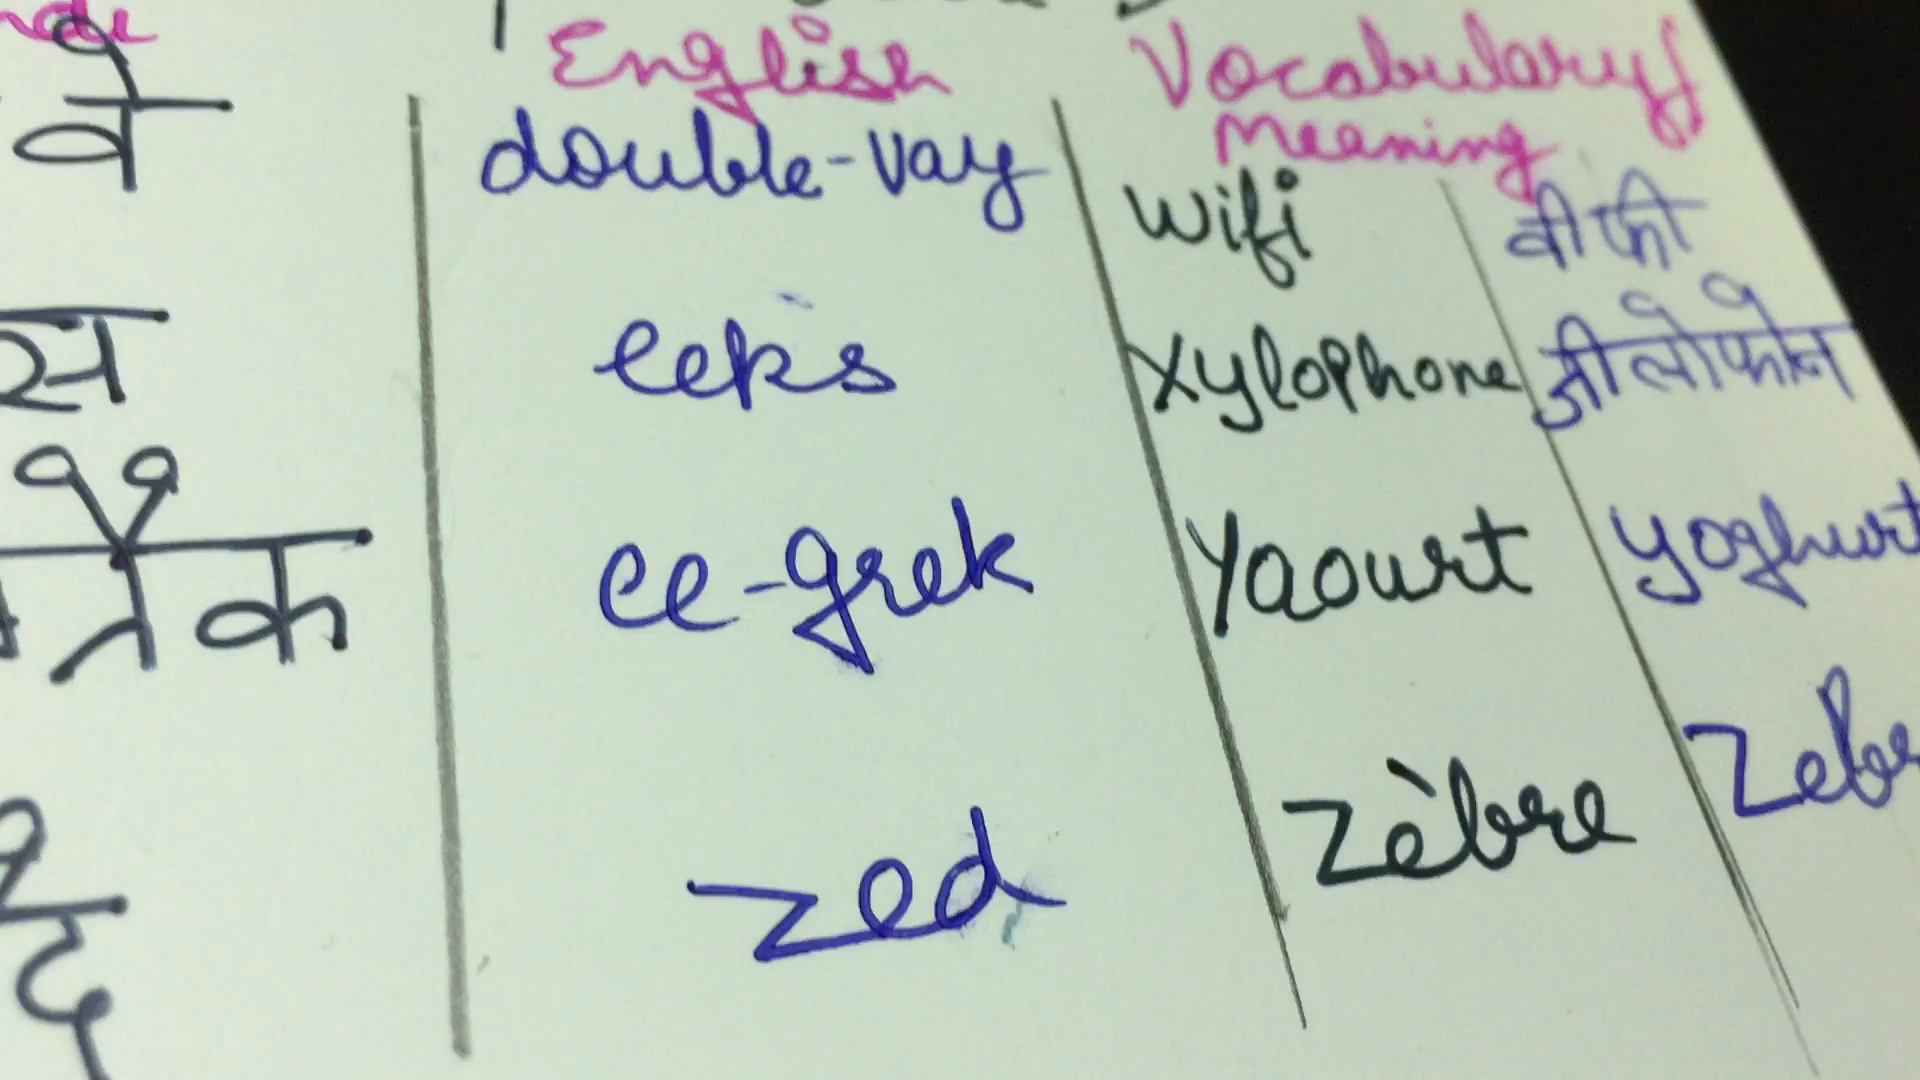 English Vocabulary/
Meaning
वे double-vay Wifi वीफी
स eeks Xylophone ज़ीलोफोन
ग्रेक ee-grek Yaourt yoghurt
zed Zèbre